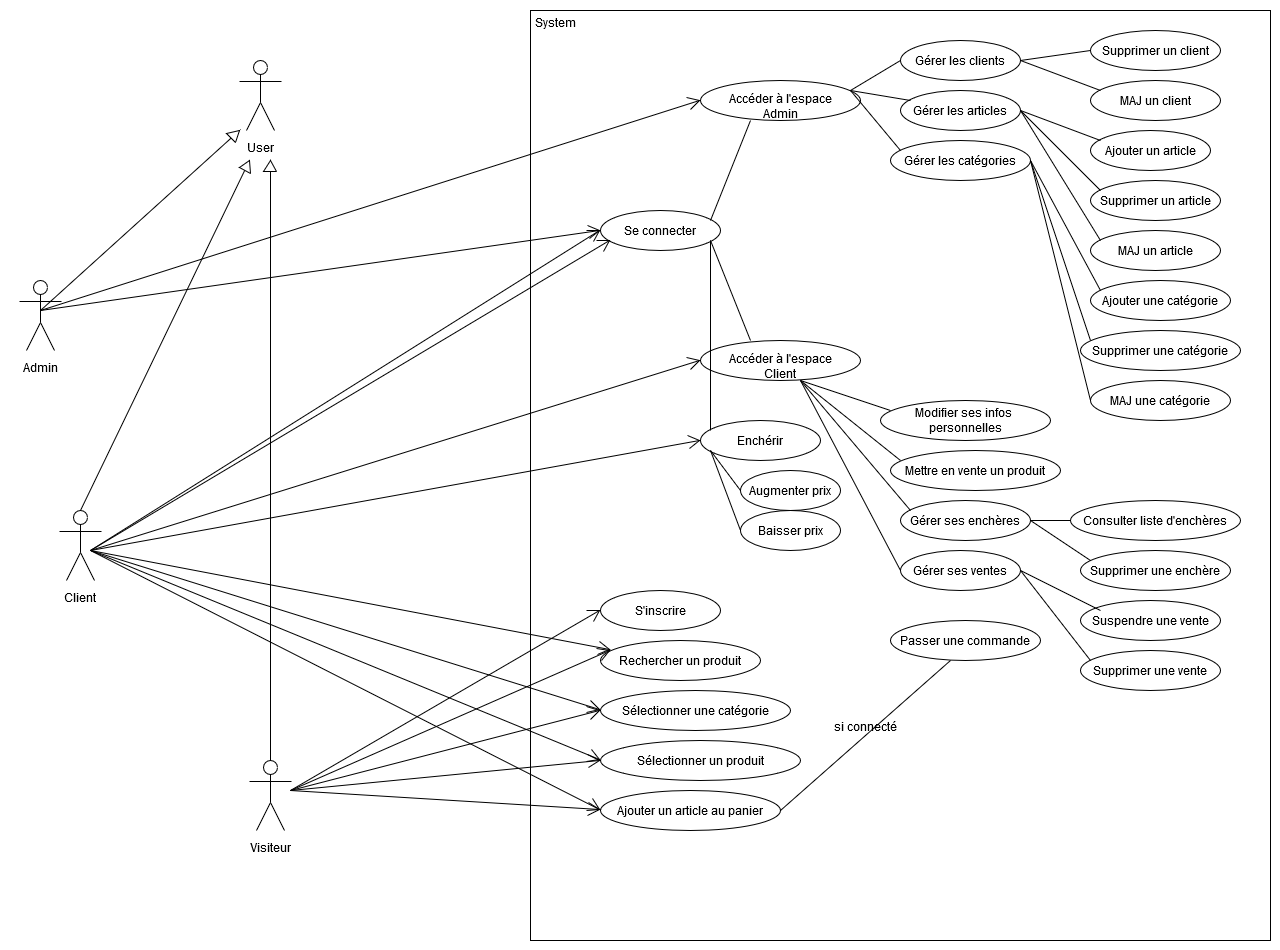 System
User
Admin
Client
Visiteur
Accéder à l'espace
Admin
Gérer les clients
Supprimer un client
MAJ un client
Gérer les articles
Ajouter un article
Gérer les catégories
Supprimer un article
MAJ un article
Ajouter une catégorie
Supprimer une catégorie
MAJ une catégorie
Se connecter
Accéder à l'espace
Client
Modifier ses infos
personnelles
Enchérir
Mettre en vente un produit
Augmenter prix
Baisser prix
Gérer ses enchères
Consulter liste d'enchères
Supprimer une enchère
Gérer ses ventes
Suspendre une vente
Supprimer une vente
S'inscrire
Rechercher un produit
Passer une commande
Sélectionner une catégorie
si connecté
Sélectionner un produit
Ajouter un article au panier